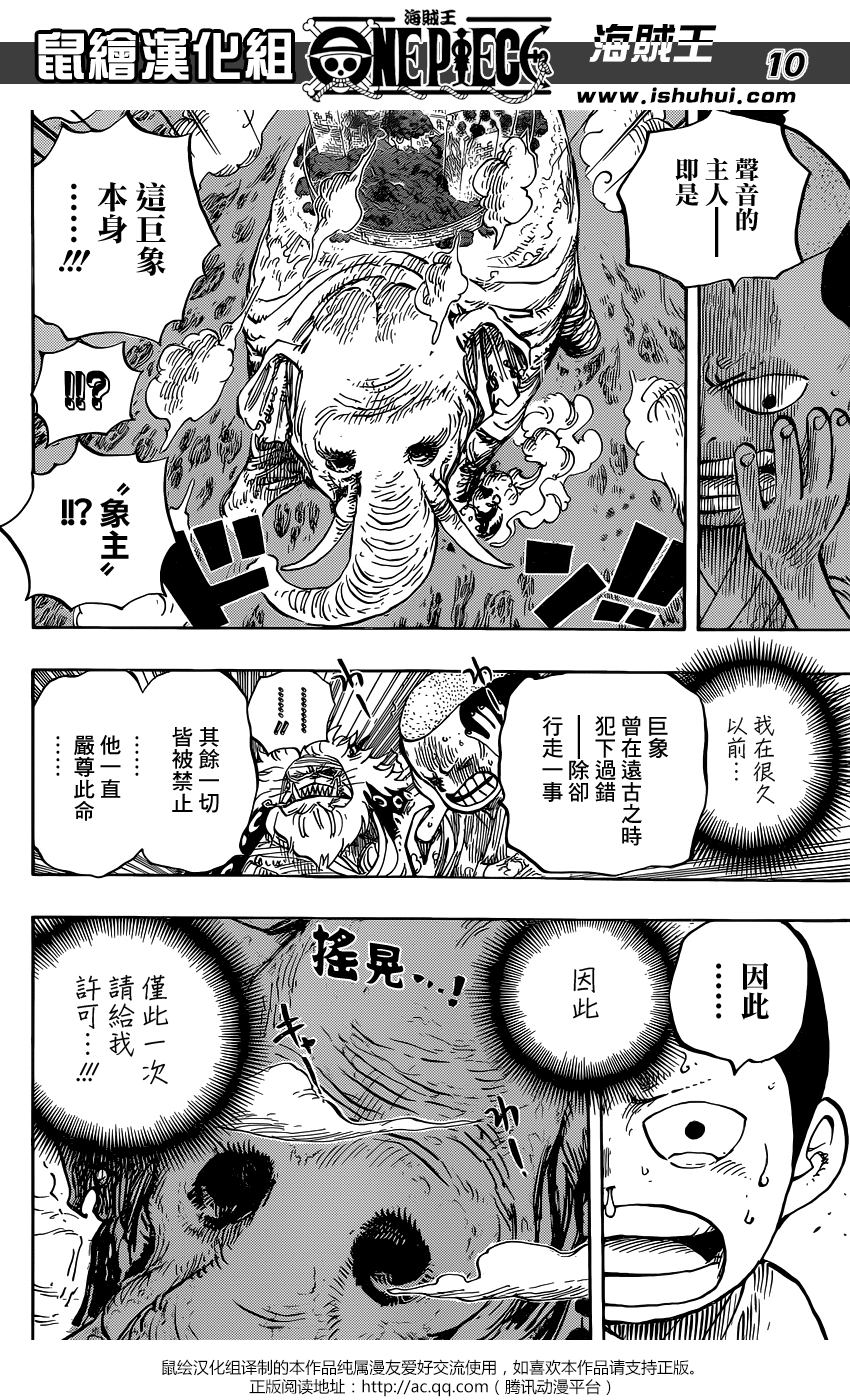 鼠繪漢化組
海賊王
ONE PIECE
海賊王
10
www.ishuhui.com
聲音的
主人——
即是
這巨象
本身
……!!!
!!?
“象主”
!!?
ドン!!
我在很久
以前…
巨象
曾在遠古之時
犯下過錯
——除卻
行走一事
わ
わ
………!!
其餘一切
皆被禁止
……
他一直
嚴尊此命
……
因此
……
因此
搖晃…!
キャ
わ
僅此一次
請給我
許可…!!!
鼠绘汉化组译制的本作品纯属漫友爱好交流使用，如喜欢本作品请支持正版。
正版阅读地址：http://ac.qq.com（腾讯动漫平台）